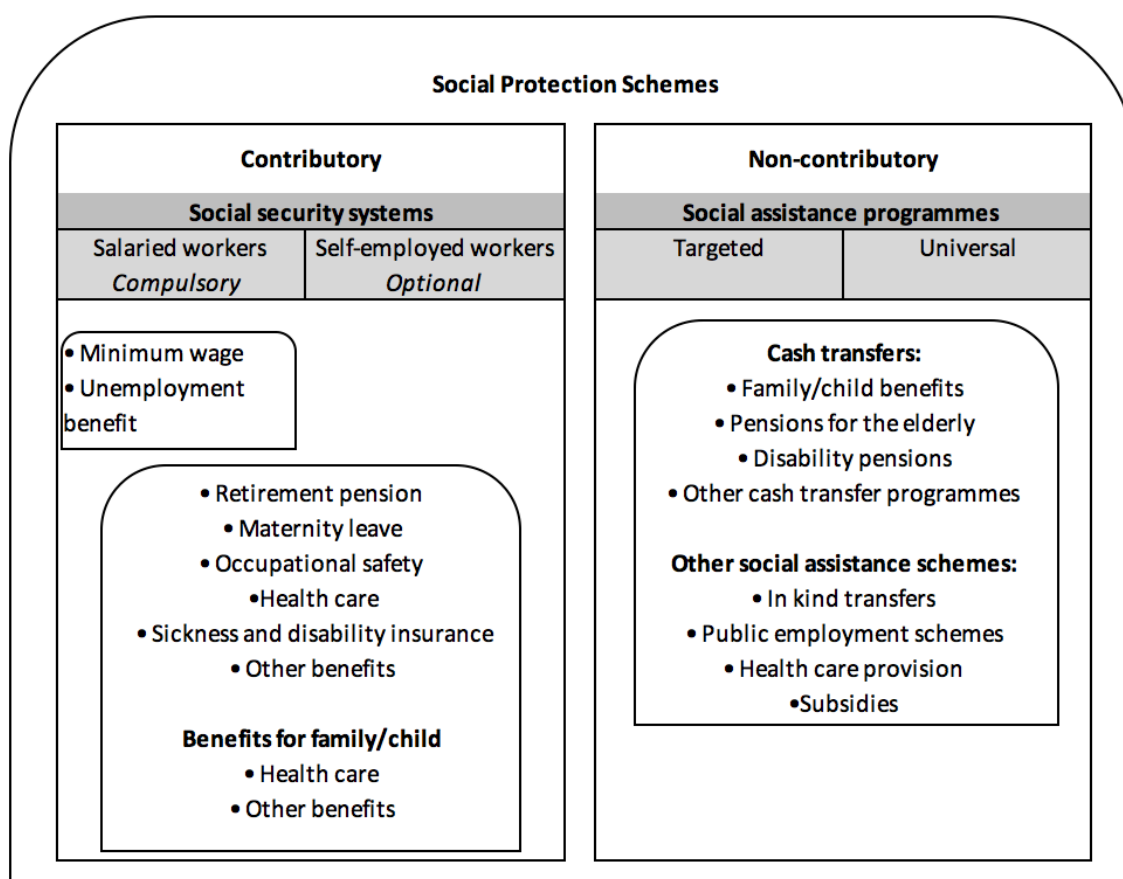 Social Protection Schemes
Contributory
Social security systems
Salaried workers
Compulsory
Self-employed workers
Optional
• Minimum wage
• Unemployment
benefit
• Retirement pension
• Maternity leave
• Occupational safety
•Health care
• Sickness and disability insurance
• Other benefits
Benefits for family/child
• Health care
• Other benefits
Non-contributory
Social assistance programmes
Targeted
Universal
Cash transfers:
• Family/child benefits
• Pensions for the elderly
• Disability pensions
• Other cash transfer programmes
Other social assistance schemes:
• In kind transfers
• Public employment schemes
• Health care provision
•Subsidies